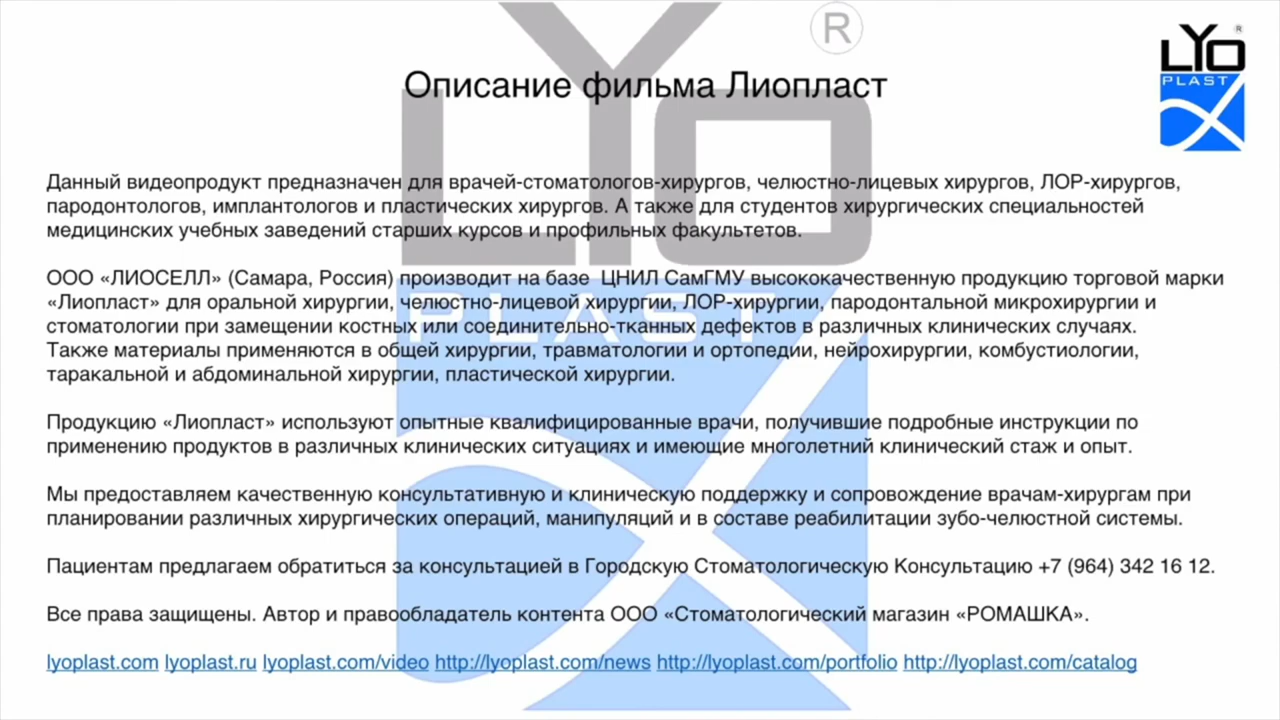 Описание фильма Лиопласт
LYO
PLAST
®
LYO
PLAST
®
Данный видеопродукт предназначен для врачей-стоматологов-хирургов, челюстно-лицевых хирургов, ЛОР-хирургов,
пародонтологов, имплантологов и пластических хирургов. А также для студентов хирургических специальностей
медицинских учебных заведений старших курсов и профильных факультетов.
ООО «ЛИОСЕЛЛ» (Самара, Россия) производит на базе  ЦНИЛ СамГМУ высококачественную продукцию торговой марки
«Лиопласт» для оральной хирургии, челюстно-лицевой хирургии, ЛОР-хирургии, пародонтальной микрохирургии и
стоматологии при замещении костных или соединительно-тканных дефектов в различных клинических случаях.
Также материалы применяются в общей хирургии, травматологии и ортопедии, нейрохирургии, комбустиологии,
таракальной и абдоминальной хирургии, пластической хирургии.
Продукцию «Лиопласт» используют опытные квалифицированные врачи, получившие подробные инструкции по
применению продуктов в различных клинических ситуациях и имеющие многолетний клинический стаж и опыт.
Мы предоставляем качественную консультативную и клиническую поддержку и сопровождение врачам-хирургам при
планировании различных хирургических операций, манипуляций и в составе реабилитации зубо-челюстной системы.
Пациентам предлагаем обратиться за консультацией в Городскую Стоматологическую Консультацию +7 (964) 342 16 12.
Все права защищены. Автор и правообладатель контента ООО «Стоматологический магазин «РОМАШКА».
lyoplast.com lyoplast.ru lyoplast.com/video http://lyoplast.com/news http://lyoplast.com/portfolio http://lyoplast.com/catalog